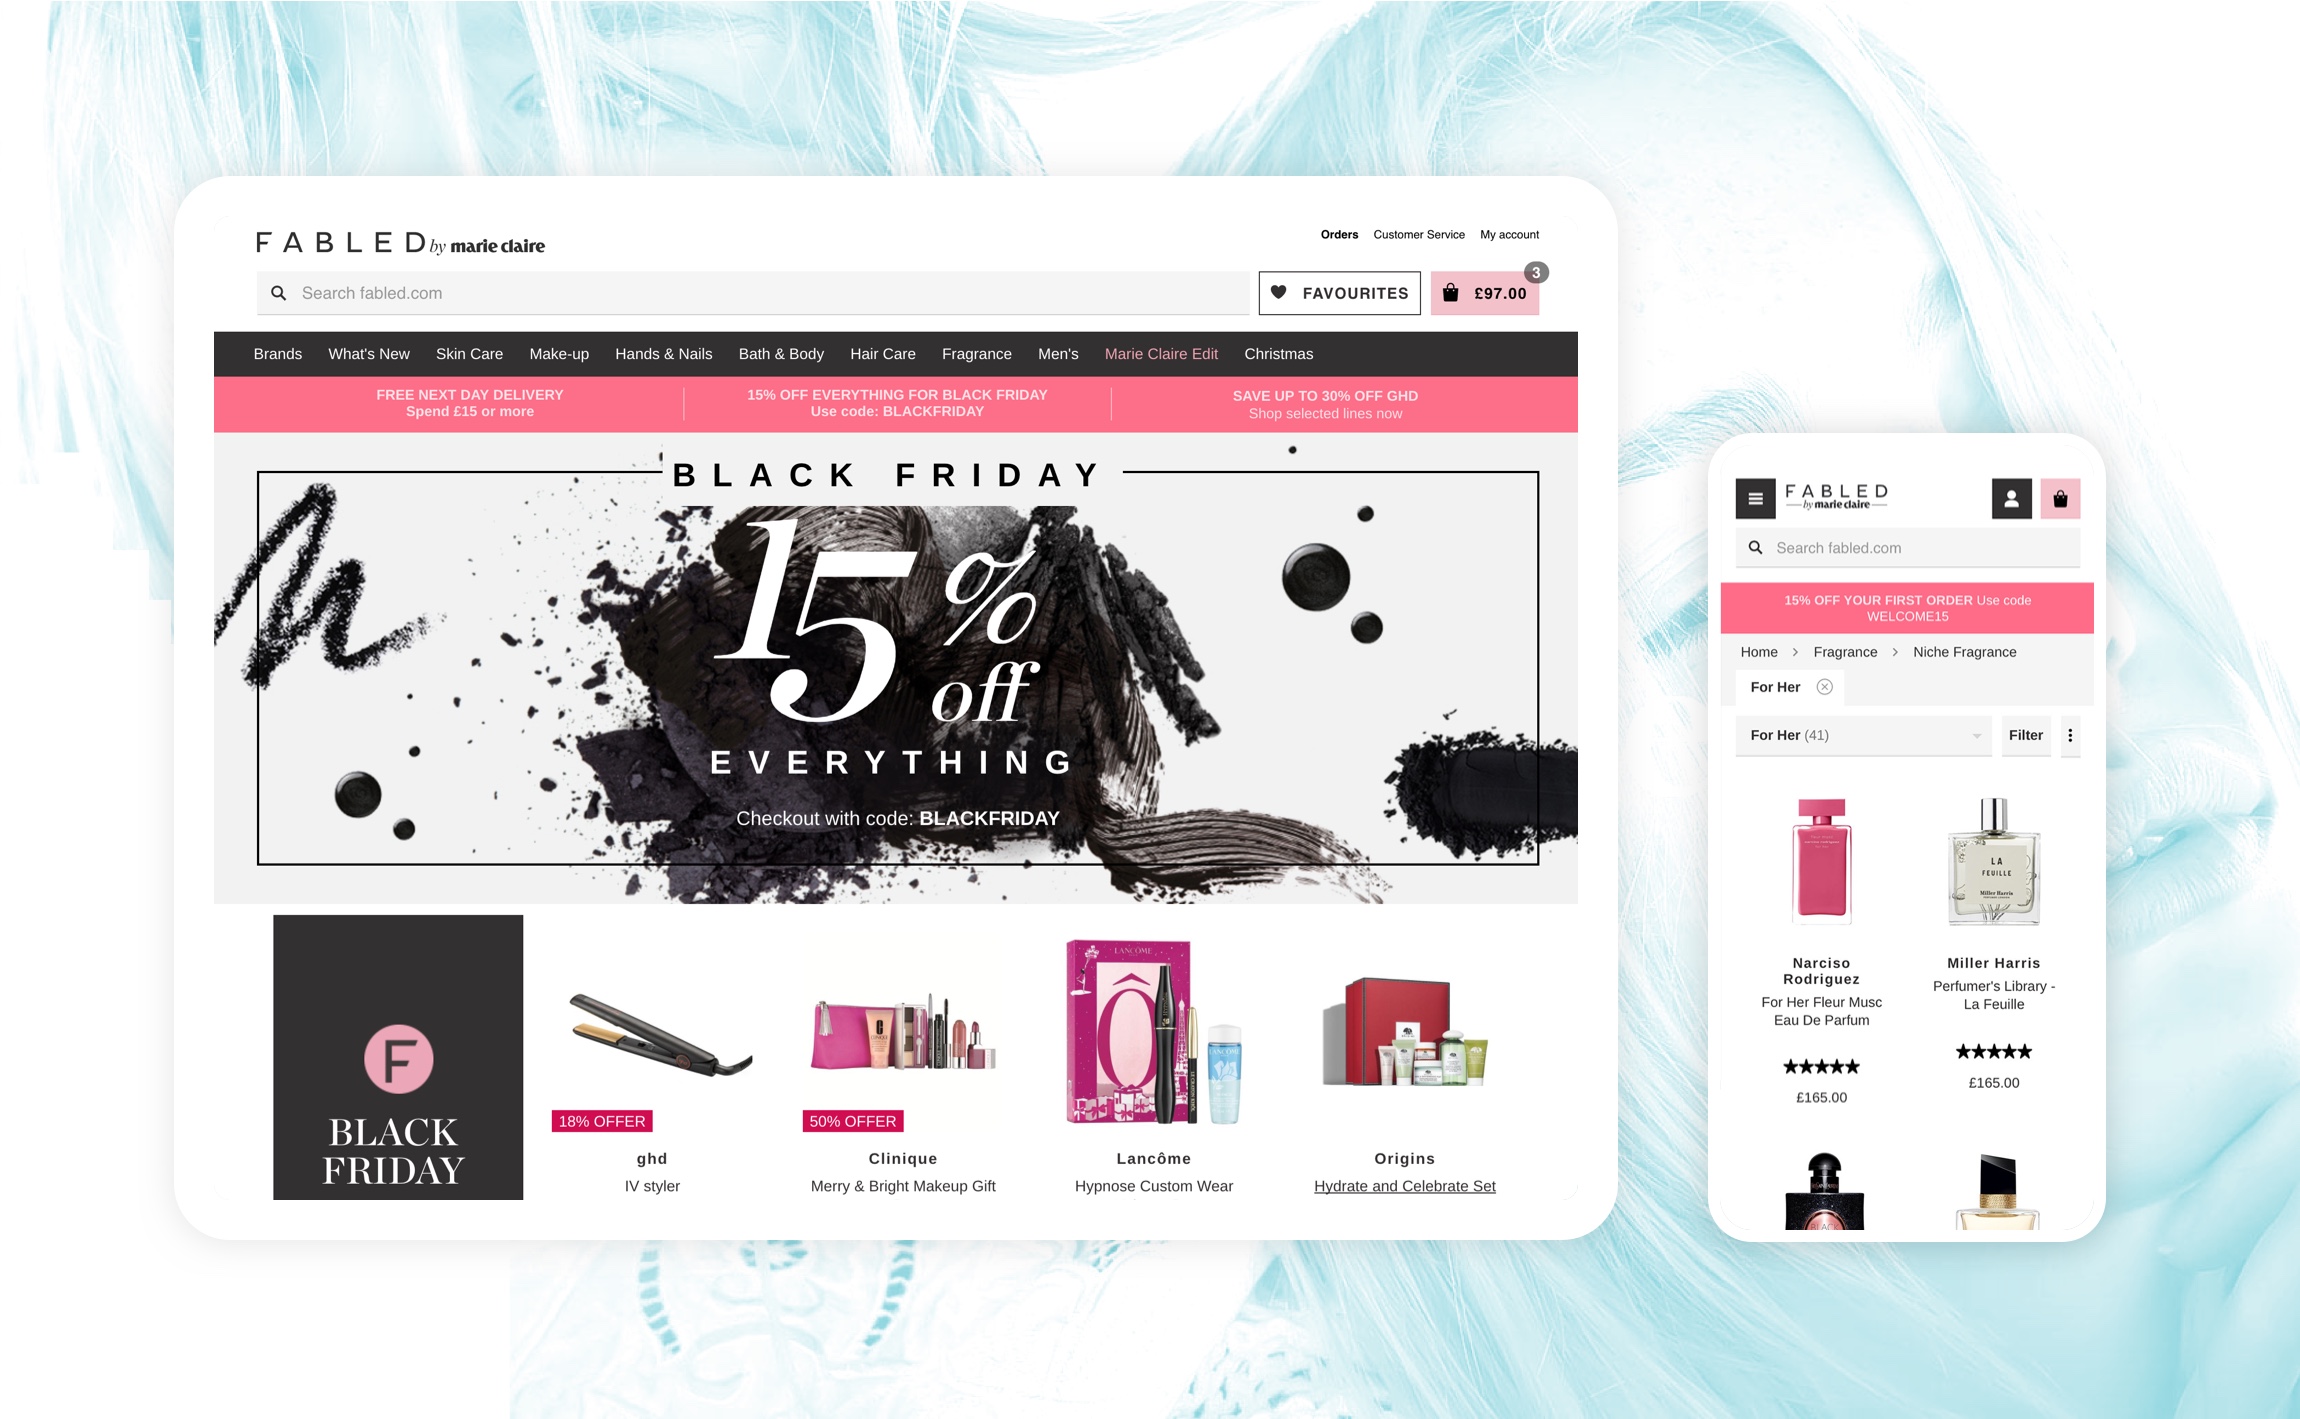 FABLED by marie claire
Orders Customer Service My account
Search fabled.com
FAVOURITES
£97.00
3
Brands What's New Skin Care Make-up Hands & Nails Bath & Body Hair Care Fragrance Men's Marie Claire Edit Christmas
FREE NEXT DAY DELIVERY
Spend £15 or more
15% OFF EVERYTHING FOR BLACK FRIDAY
Use code: BLACKFRIDAY
SAVE UP TO 30% OFF GHD
Shop selected lines now
BLACK FRIDAY
15%
off
EVERYTHING
Checkout with code: BLACKFRIDAY
F
BLACK
FRIDAY
18% OFFER
ghd
IV styler
50% OFFER
Clinique
Merry & Bright Makeup Gift
LANCÔME
Ô
LANCÔME
Lancôme
Hypnose Custom Wear
Origins
Hydrate and Celebrate Set
FABLED
by marie claire
Search fabled.com
15% OFF YOUR FIRST ORDER Use code
WELCOME15
Home > Fragrance > Niche Fragrance
For Her
For Her (41)
Filter
Narciso
Rodriguez
For Her Fleur Musc
Eau De Parfum
£165.00
LA
FEUILLE
Miller Harris
Miller Harris
Perfumer's Library -
La Feuille
£165.00
BLACK